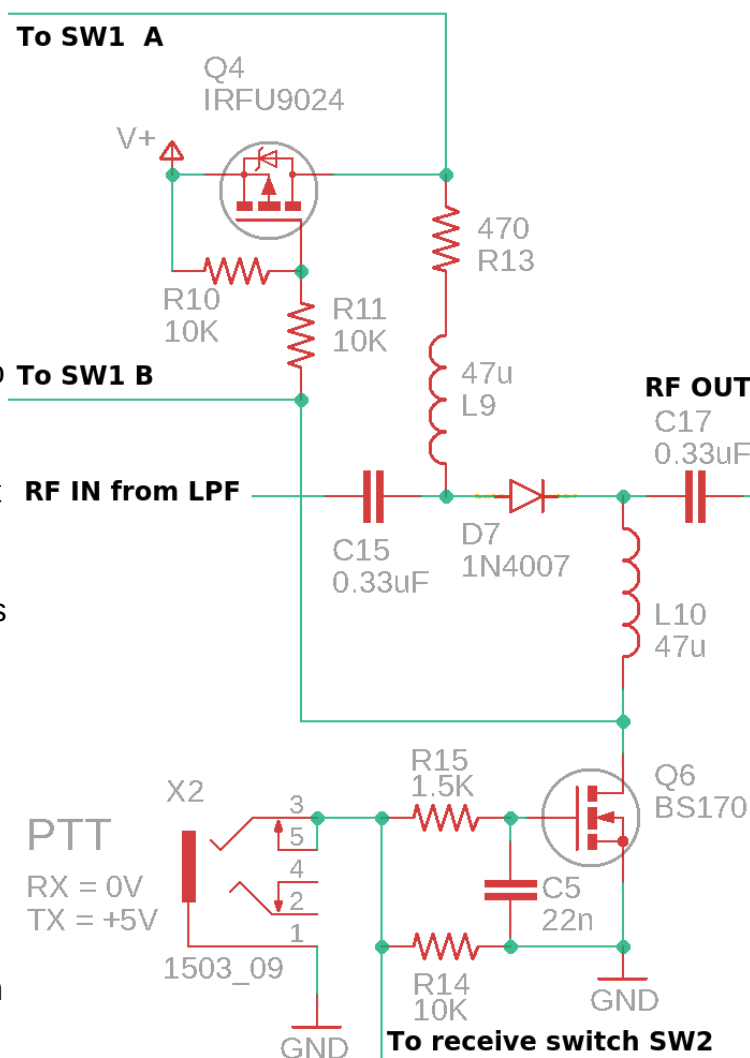 To SW1 A
Q4
IRFU9024
V+
470
R13
R10
10K
R11
10K
To SW1 B
47u
L9
RF OUT
C17
0.33uF
RF IN from LPF
C15
0.33uF
D7
1N4007
L10
47u
s
X2
R15
1.5K
Q6
BS170
PTT
RX = 0V
TX = +5V
3
5
4
2
1
1503_09
C5
22n
R14
10K
GND
GND
To receive switch SW2